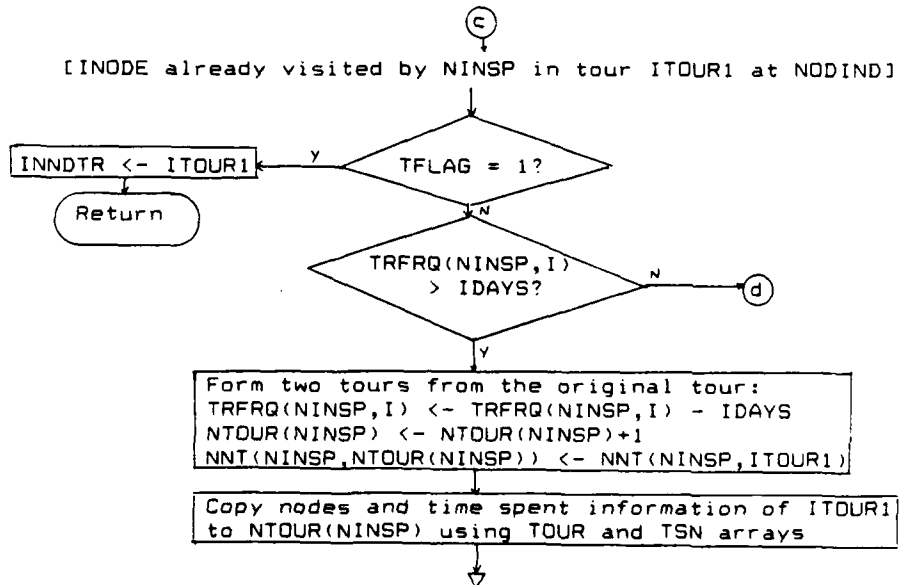 c
[INODE already visited by NINSP in tour ITOUR1 at NODIND]
TFLAG = 1?
Y
INNDTR <- ITOUR1
Return
N
TRFRQ(NINSP,I)
> IDAYS?
N
d
Y
Form two tours from the original tour:
TRFRQ(NINSP,I) <- TRFRQ(NINSP,I) - IDAYS
NTOUR(NINSP) <- NTOUR(NINSP)+1
NNT(NINSP,NTOUR(NINSP)) <- NNT(NINSP,ITOUR1)
Copy nodes and time spent information of ITOUR1
to NTOUR(NINSP) using TOUR and TSN arrays